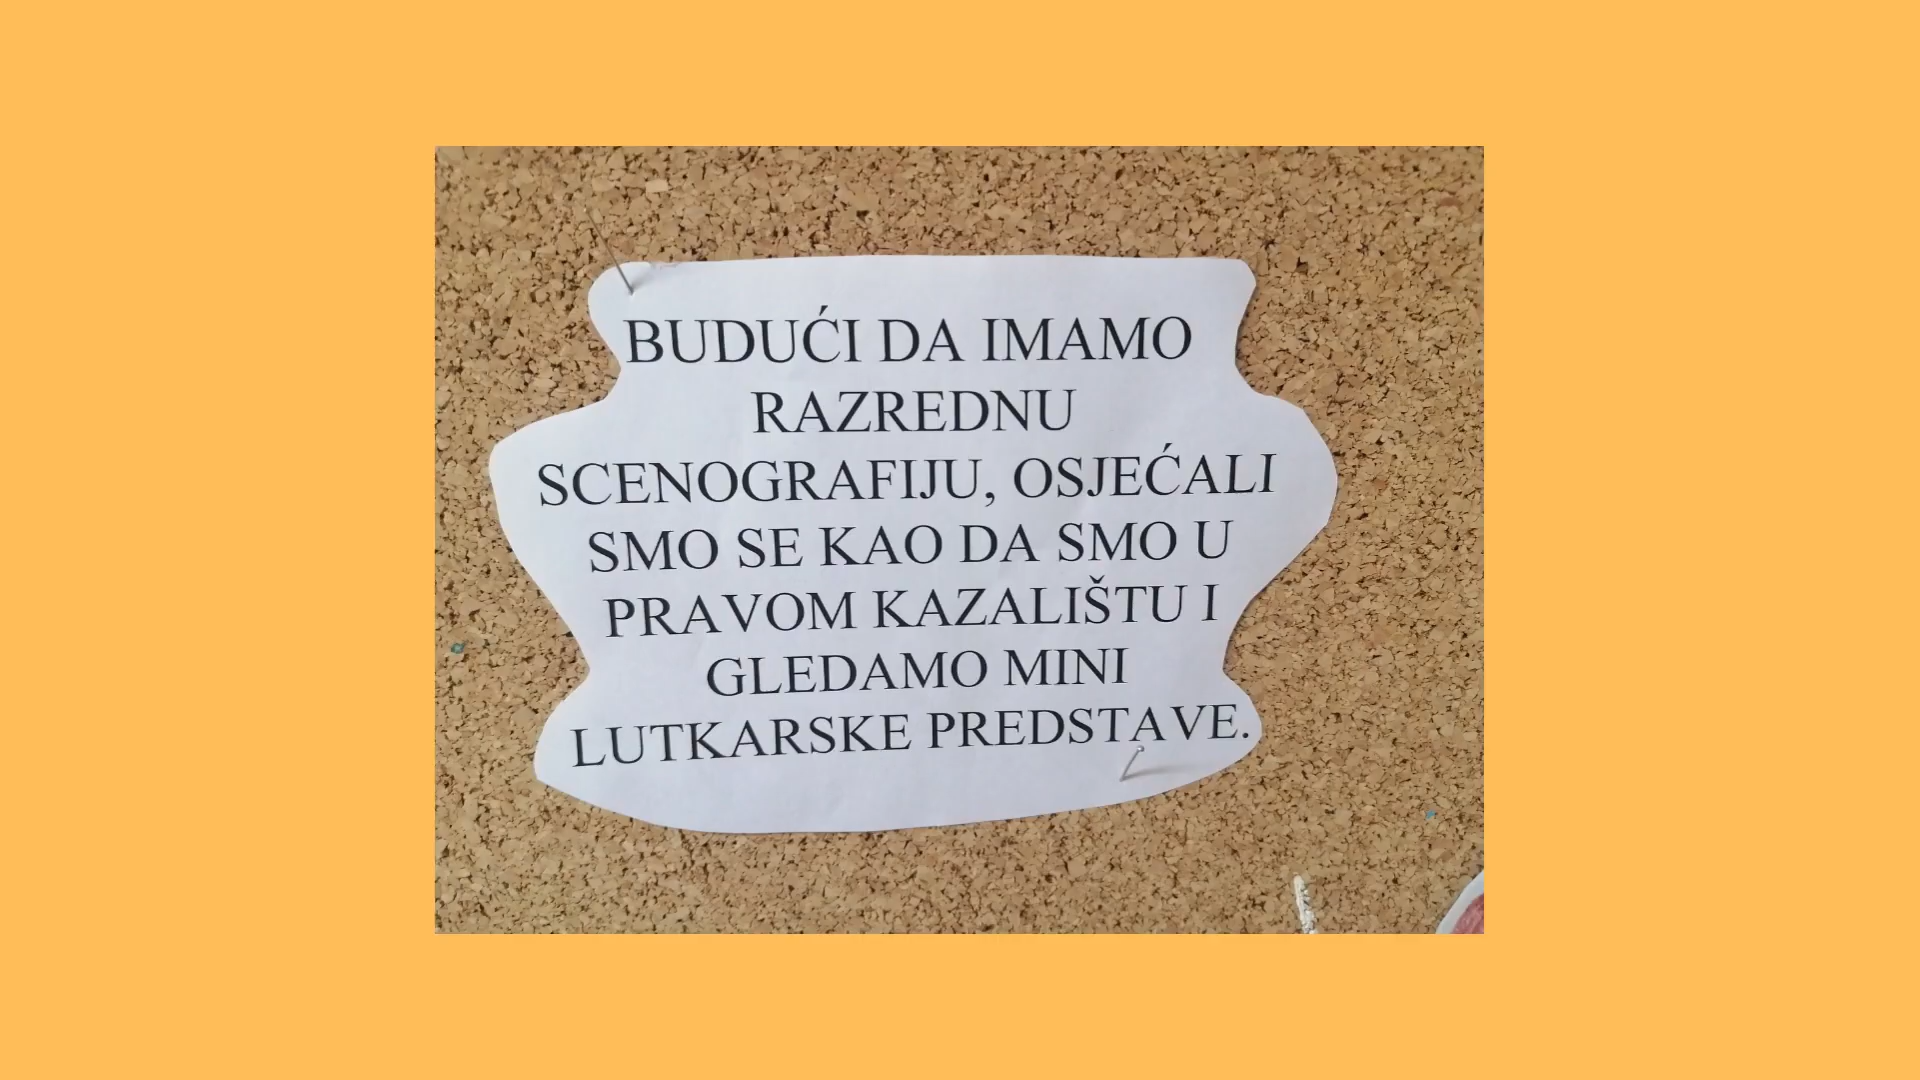 BUDUĆI DA IMAMO
RAZREDNU
SCENOGRAFIJU, OSJEĆALI
SMO SE KAO DA SMO U
PRAVOM KAZALIŠTU I
GLEDAMO MINI
LUTKARSKE PREDSTAVE.